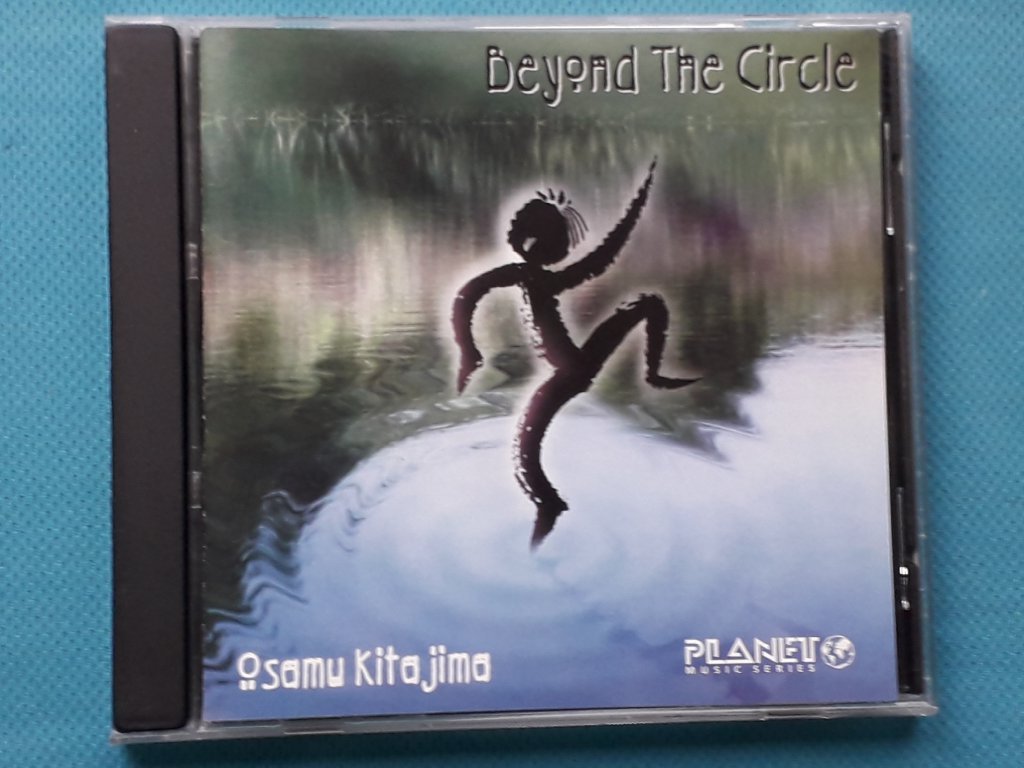 Beyond The Circle
Osamu Kitajima
PLANET
MUSIC SERIES